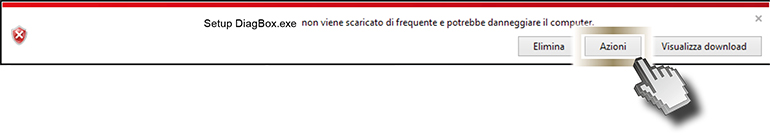 Setup DiagBox.exe non viene scaricato di frequente e potrebbe danneggiare il computer.
Elimina Azioni Visualizza download